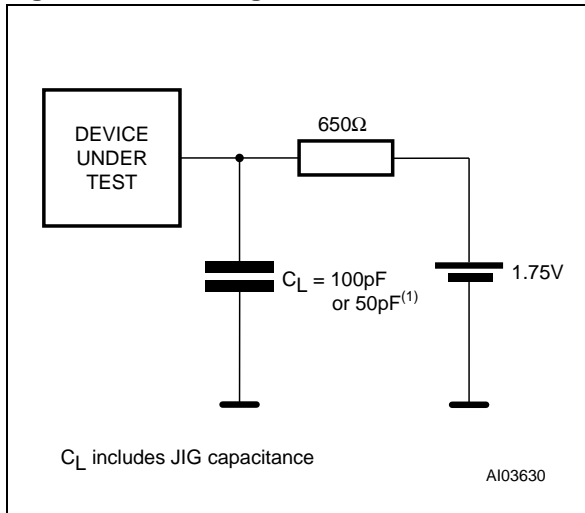 DEVICE
UNDER
TEST
650Ω
C_L = 100pF
or 50pF(1)
1.75V
C_L includes JIG capacitance
AI03630